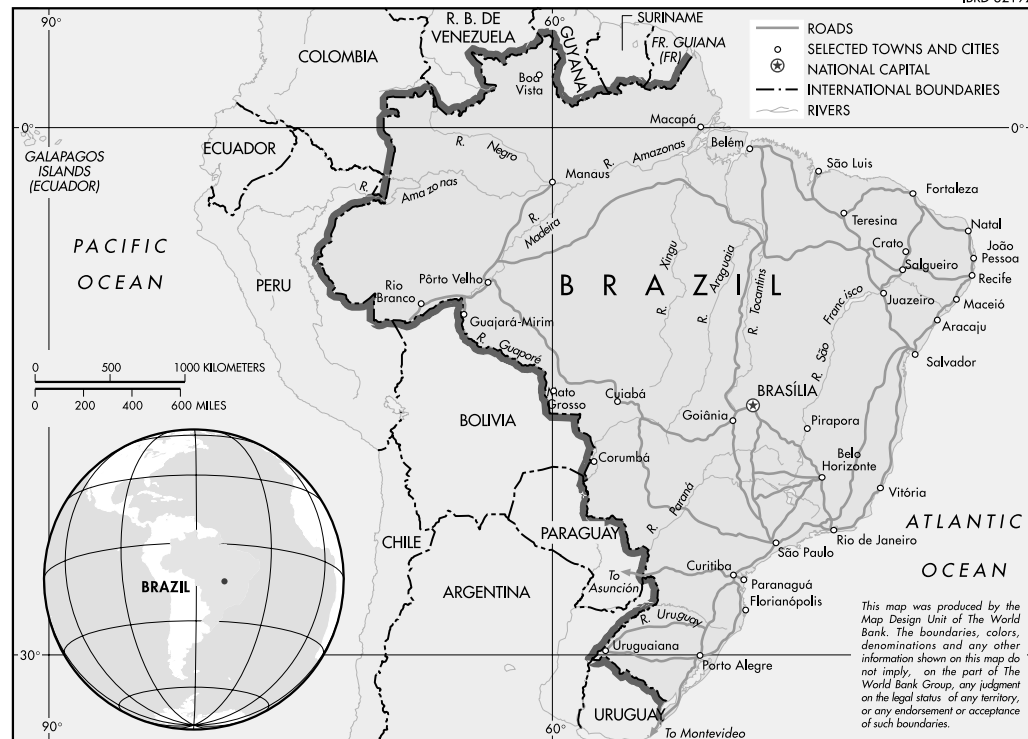 IBRD 32192
90°
60°
SURINAME
R. B. DE
VENEZUELA
GUYANA
FR. GUIANA
(FR)
COLOMBIA
ROADS
SELECTED TOWNS AND CITIES
NATIONAL CAPITAL
INTERNATIONAL BOUNDARIES
RIVERS
Boa
Vista
Macapá
0°
0°
ECUADOR
GALAPAGOS
ISLANDS
(ECUADOR)
R. Negro
R. Amazonas
Belém
São Luis
Manaus
R. Amazonas
Fortaleza
Teresina
R. Madeira
Natal
PACIFIC
OCEAN
Crato
João
Pessoa
Salgueiro
Recife
R. Xingu
R. Araguaia
R. Tocantins
R. São Francisco
PERU
Pôrto Velho
BRAZIL
Rio
Branco
Juazeiro
Maceió
Guajará-Mirim
Aracaju
R. Guaporé
Salvador
0 500 1000 KILOMETERS
0 200 400 600 MILES
Mato
Grosso
Cuiabá
BRASÍLIA
BOLIVIA
Goiânia
Pirapora
Corumbá
Belo
Horizonte
Vitória
R. Paraná
ATLANTIC
OCEAN
PARAGUAY
CHILE
Rio de Janeiro
São Paulo
To
Asunción
Curitiba
Paranaguá
Florianópolis
BRAZIL
ARGENTINA
R. Uruguay
Uruguaiana
30°
Porto Alegre
URUGUAY
This map was produced by the
Map Design Unit of The World
Bank. The boundaries, colors,
denominations and any other
information shown on this map do
not imply, on the part of The
World Bank Group, any judgment
on the legal status of any territory,
or any endorsement or acceptance
of such boundaries.
90°
60°
To Montevideo